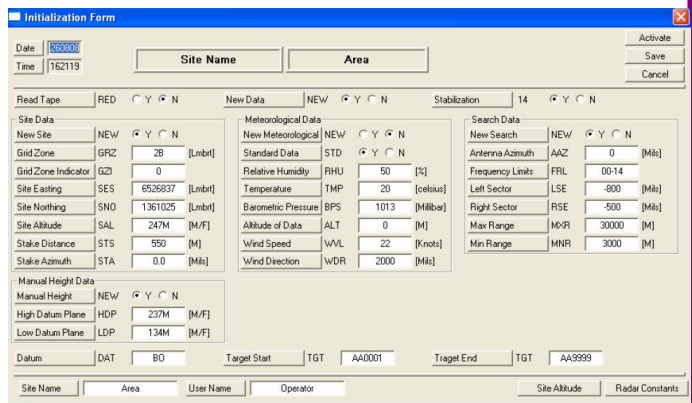 Initialization Form
Date 260808
Time 162119
Site Name Area
Activate
Save
Cancel
Read Tape RED Y N New Data NEW Y N Stabilization 14 Y N
Site Data
New Site NEW Y N
Grid Zone GRZ 2B [Lmbrt]
Grid Zone Indicator GZI 0
Site Easting SES 6526837 [Lmbrt]
Site Northing SNO 1361025 [Lmbrt]
Site Altitude SAL 247M [M/F]
Stake Distance STS 550 [M]
Stake Azimuth STA 0.0 [Mils]
Meteorological Data
New Meteorological NEW Y N
Standard Data STD Y N
Relative Humidity RHU 50 [%]
Temperature TMP 20 [celsius]
Barometric Pressure BPS 1013 [Millibar]
Altitude of Data ALT 0 [M]
Wind Speed WVL 22 [Knots]
Wind Direction WDR 2000 [Mils]
Search Data
New Search NEW Y N
Antenna Azimuth AAZ 0 [Mils]
Frequency Limits FRL 00-14
Left Sector LSE -800 [Mils]
Right Sector RSE -500 [Mils]
Max Range MXR 30000 [M]
Min Range MNR 3000 [M]
Manual Height Data
Manual Height NEW Y N
High Datum Plane HDP 237M [M/F]
Low Datum Plane LDP 134M [M/F]
Datum DAT BO Target Start TGT AA0001 Traget End TGT AA9999
Site Name Area User Name Operator Site Altitude Radar Constants